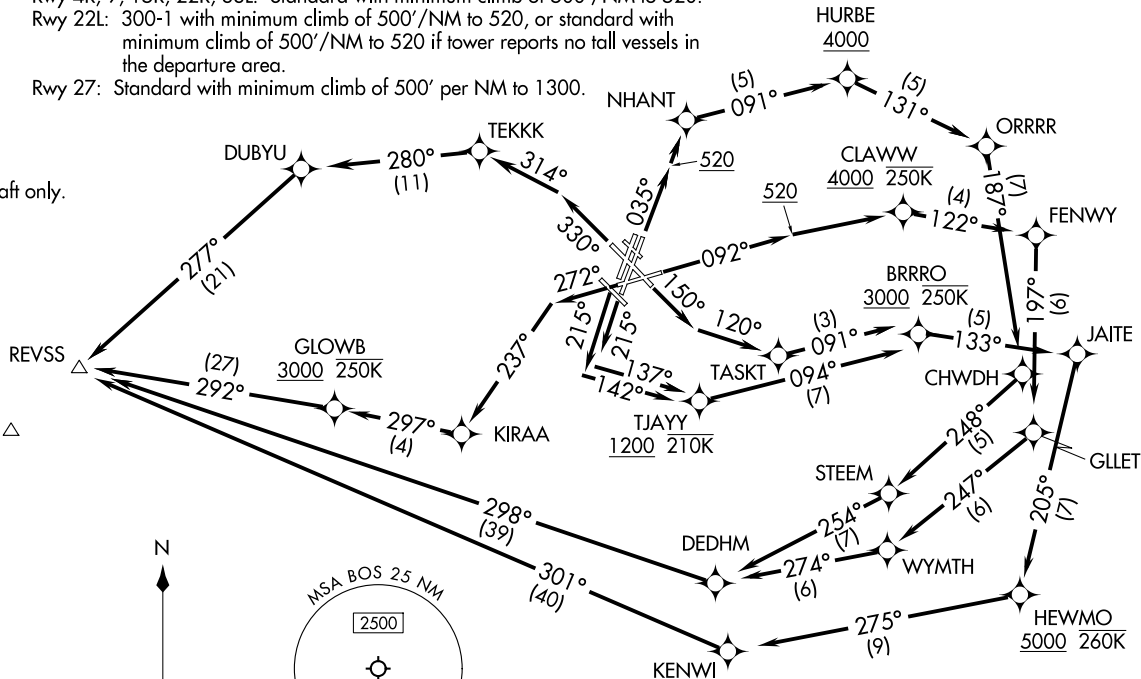 Rwy 22L: 300-1 with minimum climb of 500'/NM to 520, or standard with
minimum climb of 500'/NM to 520 if tower reports no tall vessels in
the departure area.
Rwy 27: Standard with minimum climb of 500' per NM to 1300.
aft only.
HURBE
4000
NHANT
(5)
091°
(5)
131°
ORRRR
TEKKK
DUBYU
280°
(11)
314°
330°
520
035°
CLAWW
4000 250K
520
(4)
122°
187°
(7)
FENWY
277°
(21)
272°
092°
150°
120°
BRRRO
3000 250K
197°
(6)
215°
215°
(3)
091°
(5)
133°
JAITE
REVSS
GLOWB
3000 250K
(27)
292°
237°
137°
142°
TASKT
094°
(7)
CHWDH
297°
(4)
KIRAA
TJAYY
1200 210K
248°
(5)
GLLET
STEEM
247°
(6)
205°
(7)
298°
(39)
254°
(7)
DEDHM
274°
(6)
WYMTH
N
MSA BOS 25 NM
2500
301°
(40)
275°
(9)
HEWMO
5000 260K
KENWI